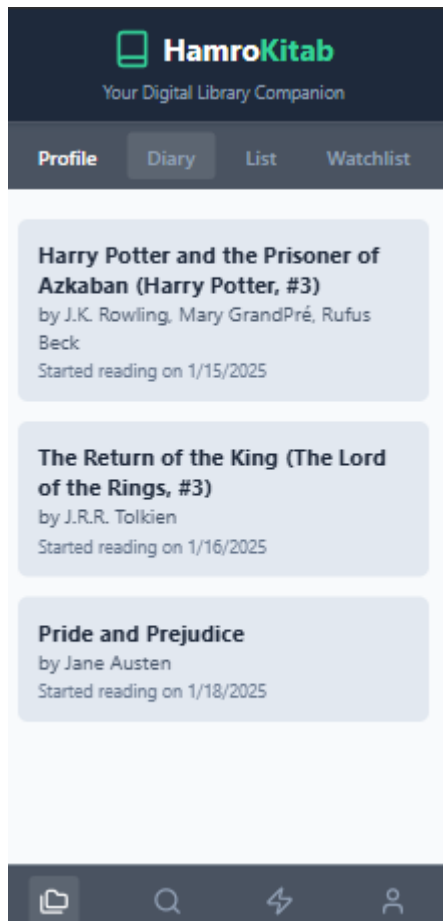 HamroKitab
Your Digital Library Companion
Profile Diary List Watchlist
Harry Potter and the Prisoner of
Azkaban (Harry Potter, #3)
by J.K. Rowling, Mary GrandPré, Rufus
Beck
Started reading on 1/15/2025
The Return of the King (The Lord
of the Rings, #3)
by J.R.R. Tolkien
Started reading on 1/16/2025
Pride and Prejudice
by Jane Austen
Started reading on 1/18/2025